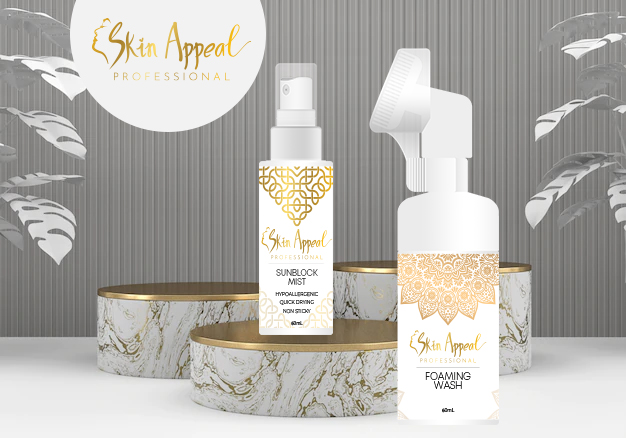 Skin Appeal
PROFESSIONAL
Skin Appeal
PROFESSIONAL
SUNBLOCK
MIST
HYPOALLERGENIC
QUICK DRYING
NON STICKY
60mL
Skin Appeal
PROFESSIONAL
FOAMING
WASH
60mL